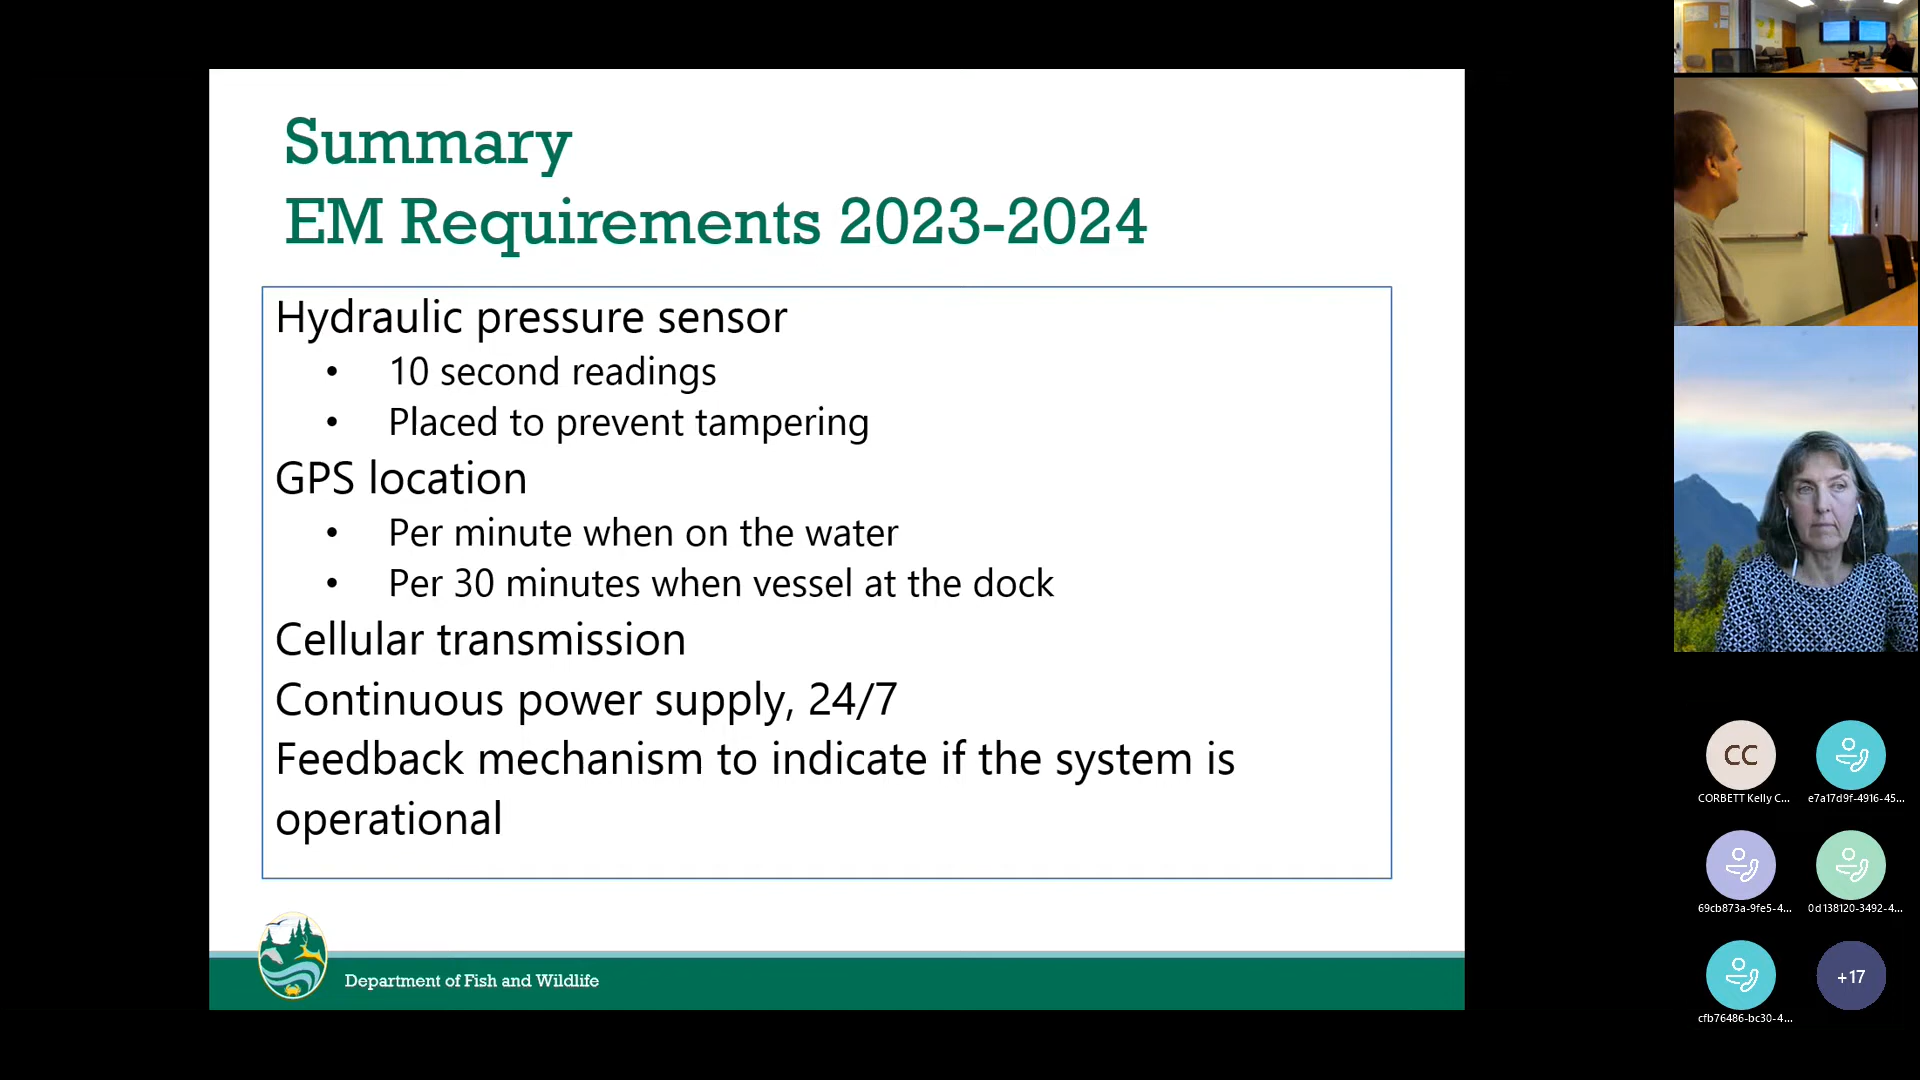 Summary
EM Requirements 2023-2024
Hydraulic pressure sensor
• 10 second readings
• Placed to prevent tampering
GPS location
• Per minute when on the water
• Per 30 minutes when vessel at the dock
Cellular transmission
Continuous power supply, 24/7
Feedback mechanism to indicate if the system is
operational
Department of Fish and Wildlife
CC
CORBETT Kelly C...
e7a17d9f-4916-45...
69cb873a-9fe5-4...
0d138120-3492-4...
cfb76486-bc30-4...
+17